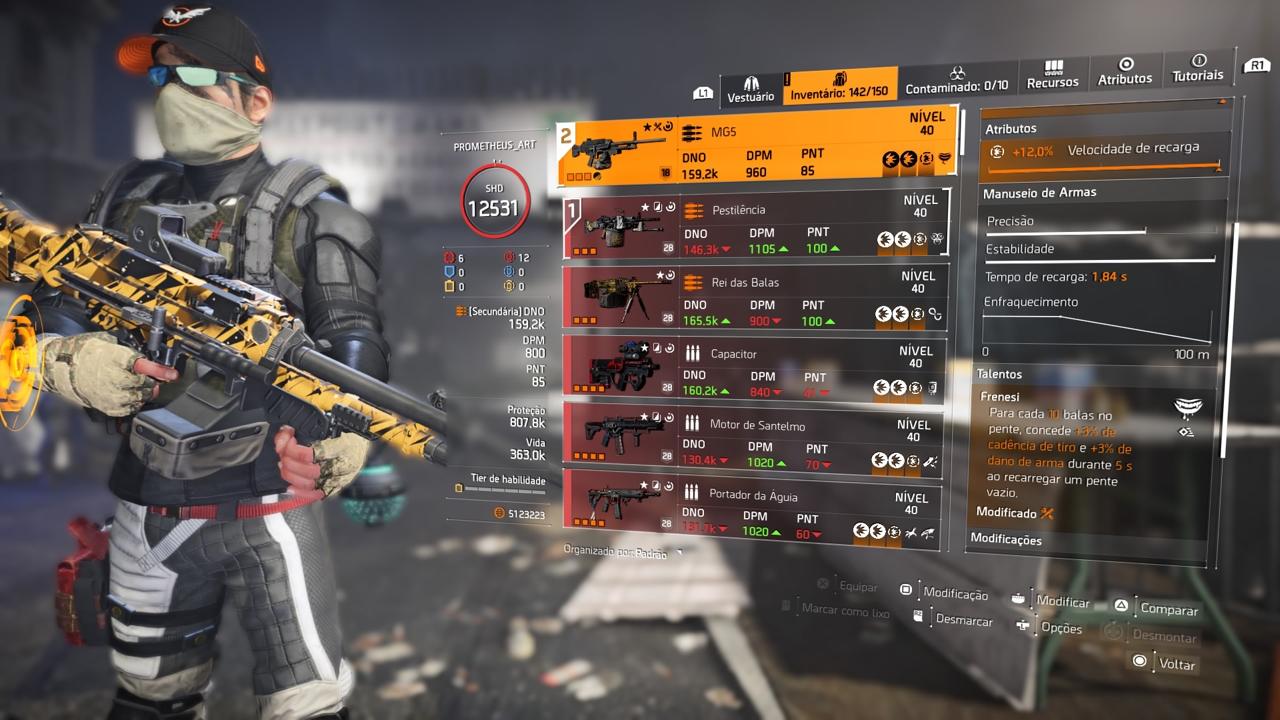 L1
Vestuário
!
Inventário: 142/150
Contaminado: 0/10
Recursos
Atributos
Tutoriais
R1
PROMETHEUS_ART
SHD
12531
6
12
0
0
0
0
[Secundária] DNO
159,2k
DPM
800
PNT
85
Proteção
807,8k
Vida
363,0k
Tier de habilidade
5123223
2
MG5
NÍVEL
40
DNO
DPM
PNT
159,2k
960
85
18
1
Pestilência
NÍVEL
40
DNO
DPM
PNT
146,3k
1105
100
28
Rei das Balas
NÍVEL
40
DNO
DPM
PNT
165,5k
900
100
28
Capacitor
NÍVEL
40
DNO
DPM
PNT
160,2k
840
28
Motor de Santelmo
NÍVEL
40
DNO
DPM
PNT
130,4k
1020
70
28
Portador da Águia
NÍVEL
40
DNO
DPM
PNT
131,7k
1020
60
28
Organizado por: Padrão
Atributos
+12,0% Velocidade de recarga
Manuseio de Armas
Precisão
Estabilidade
Tempo de recarga: 1,84 s
Enfraquecimento
0
100 m
Talentos
Frenesi
Para cada 10 balas no
pente, concede +3% de
cadência de tiro e +3% de
dano de arma durante 5 s
ao recarregar um pente
vazio.
Modificado
Modificações
Equipar
Modificação
Modificar
Comparar
Marcar como lixo
Desmarcar
Opções
Desmontar
Voltar